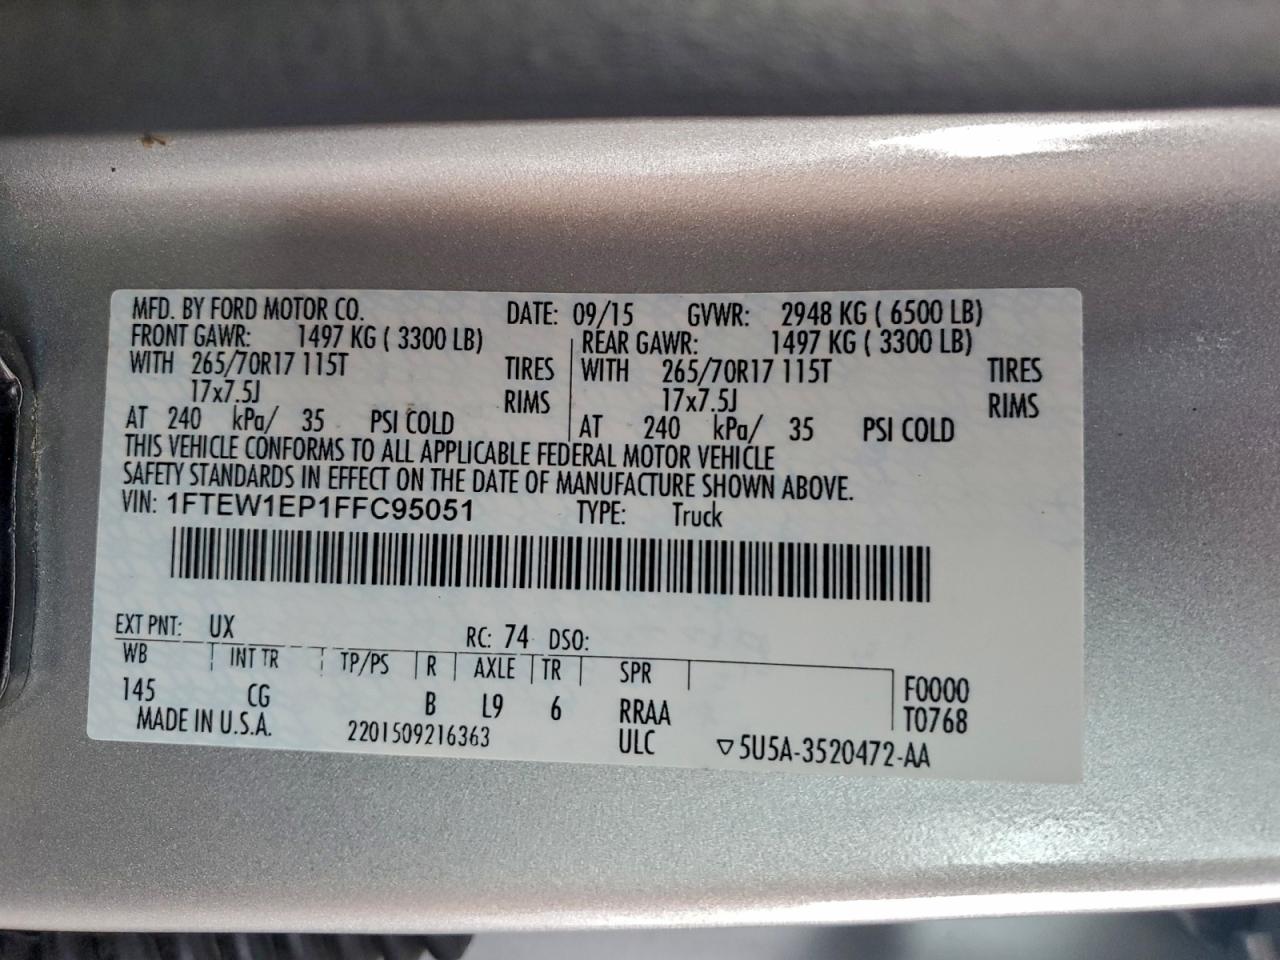 MFD. BY FORD MOTOR CO. DATE: 09/15 GVWR: 2948 KG ( 6500 LB)
FRONT GAWR: 1497 KG ( 3300 LB) REAR GAWR: 1497 KG ( 3300 LB)
WITH 265/70R17 115T TIRES WITH 265/70R17 115T TIRES
17x7.5J RIMS 17x7.5J RIMS
AT 240 kPa/ 35 PSI COLD AT 240 kPa/ 35 PSI COLD
THIS VEHICLE CONFORMS TO ALL APPLICABLE FEDERAL MOTOR VEHICLE
SAFETY STANDARDS IN EFFECT ON THE DATE OF MANUFACTURE SHOWN ABOVE.
VIN: 1FTEW1EP1FFC95051 TYPE: Truck
EXT PNT: UX RC: 74 DSO:
WB INT TR TP/PS R AXLE TR SPR F0000
145 CG B L9 6 RRAA T0768
MADE IN U.S.A. 2201509216363 ULC ▽5U5A-3520472-AA